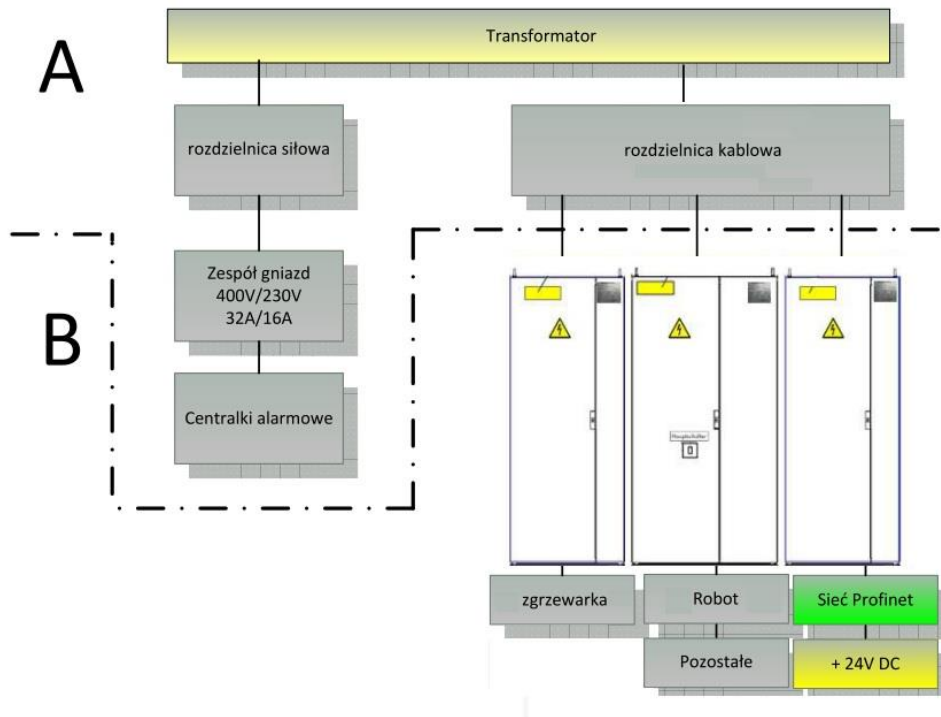 A
Transformator
rozdzielnica siłowa
rozdzielnica kablowa
B
Zespół gniazd
400V/230V
32A/16A
Centralki alarmowe
Hauptschalter
zgrzewarka
Robot
Sieć Profinet
Pozostałe
+ 24V DC